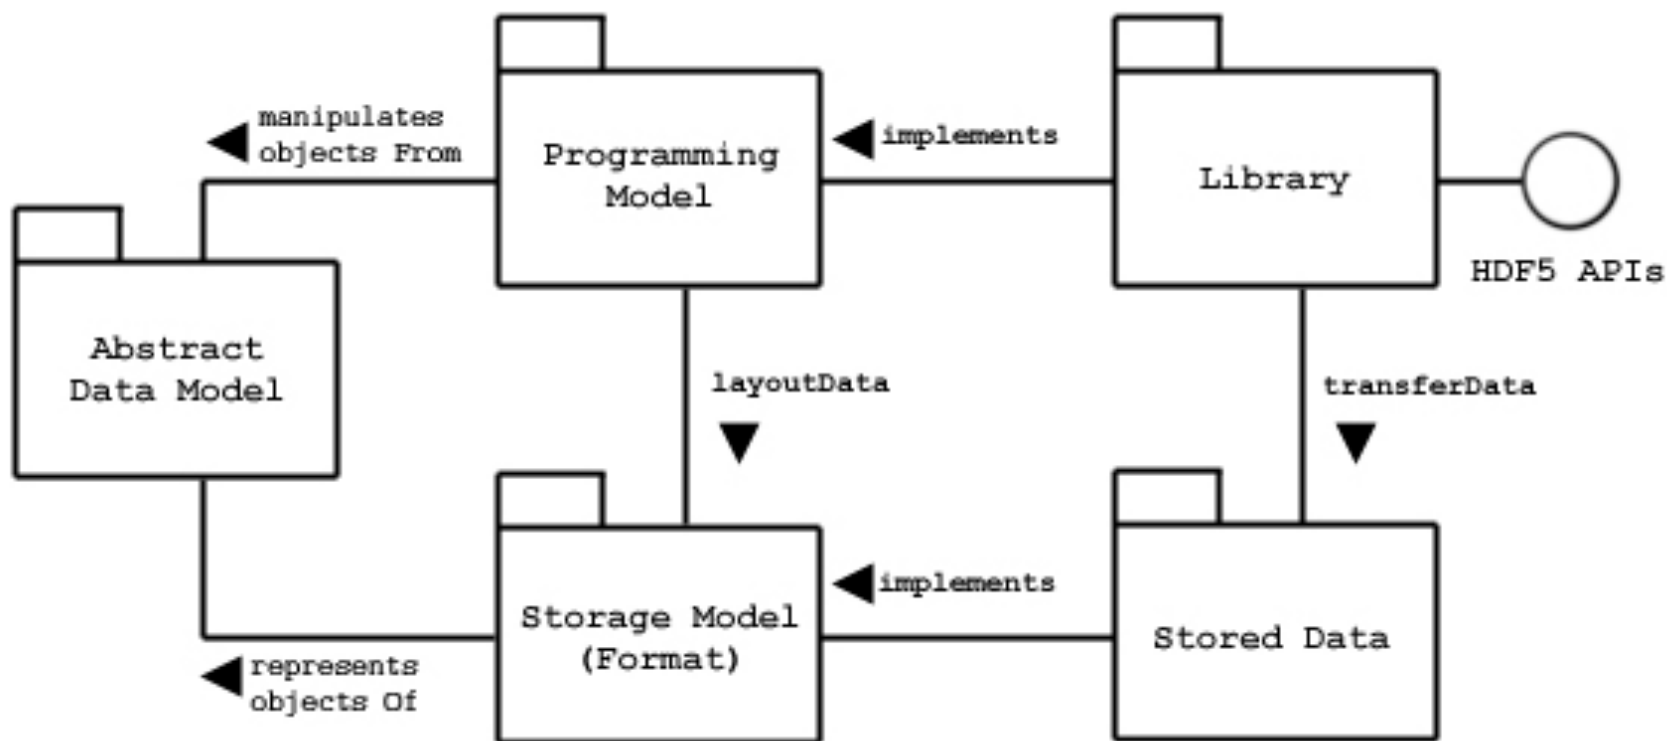 manipulates
objects From
Programming
Model
implements
Library
HDF5 APIs
Abstract
Data Model
layoutData
transferData
Storage Model
(Format)
implements
Stored Data
represents
objects Of